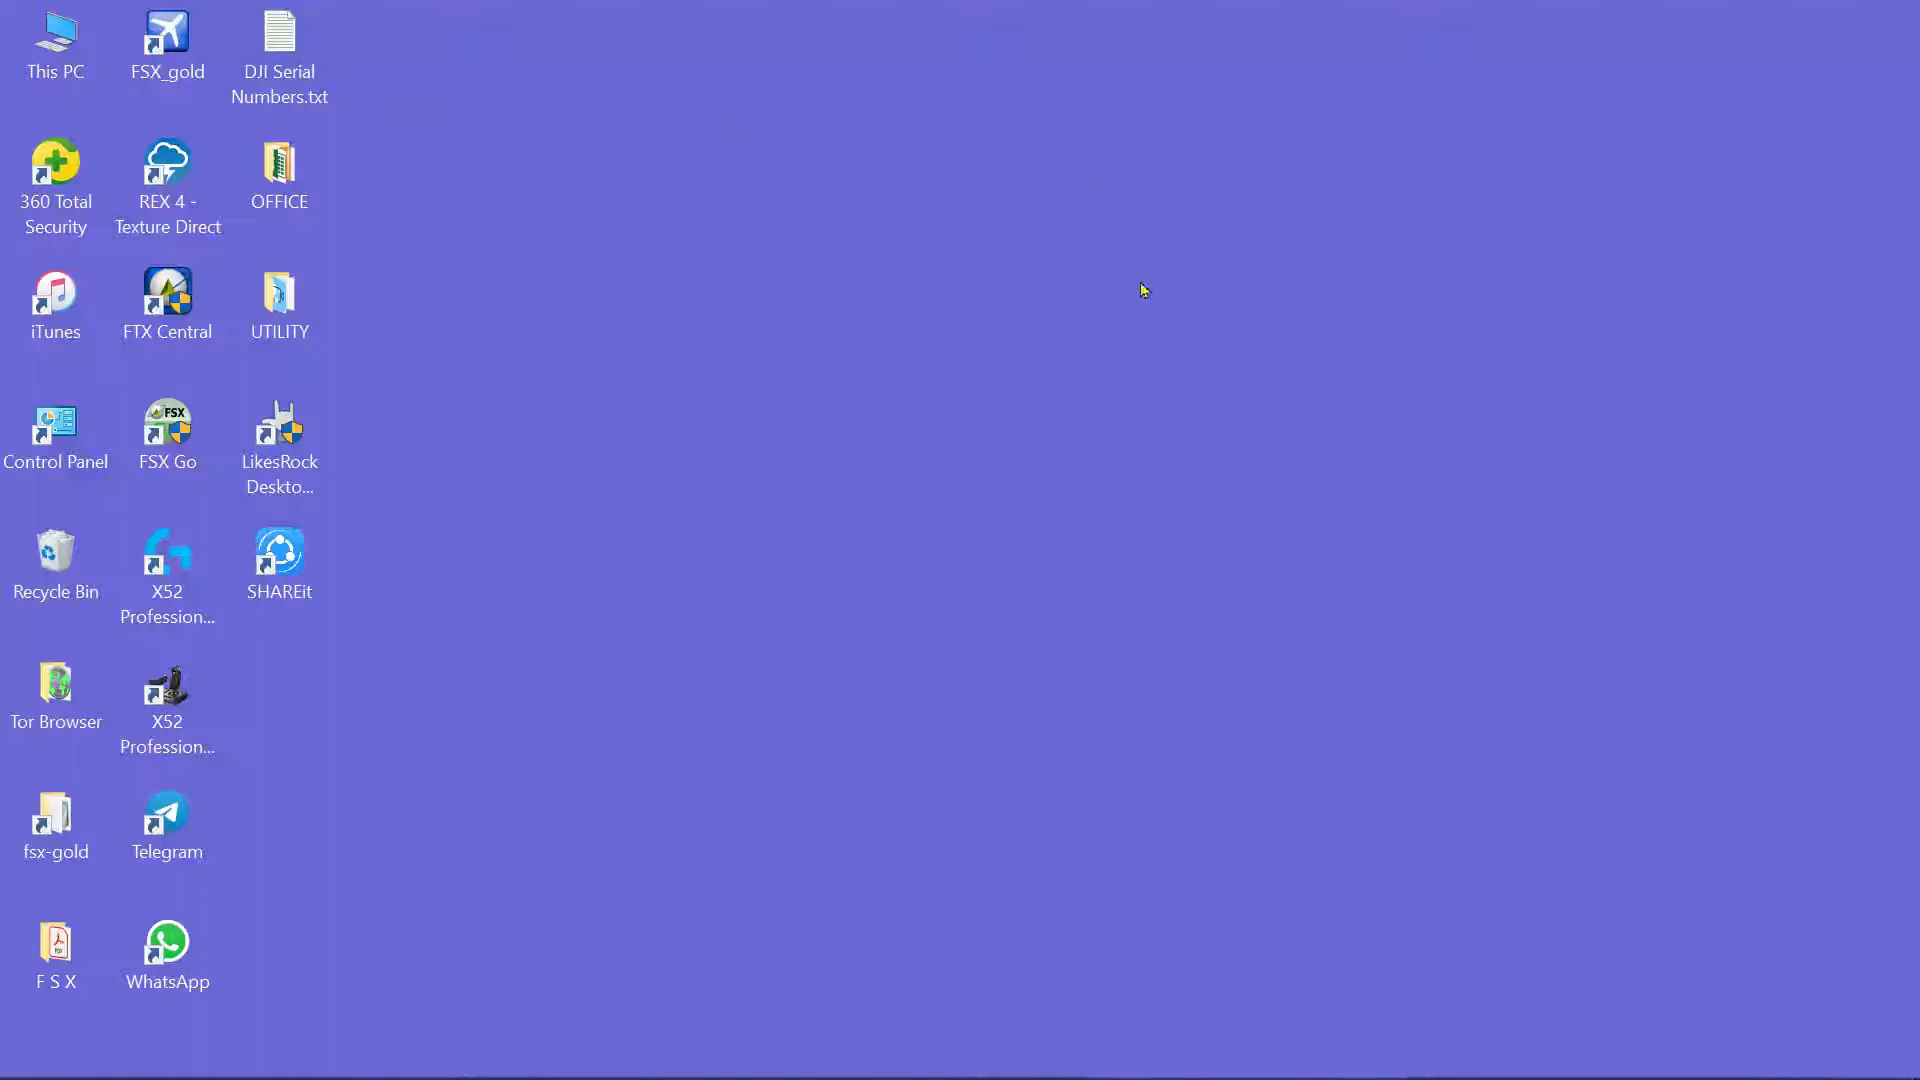 This PC
FSX_gold
DJI Serial
Numbers.txt
360 Total
Security
REX 4 -
Texture Direct
OFFICE
iTunes
FTX Central
UTILITY
Control Panel
FSX
FSX Go
LikesRock
Deskto...
Recycle Bin
X52
Profession...
SHAREit
Tor Browser
X52
Profession...
fsx-gold
Telegram
PDF
F S X
WhatsApp